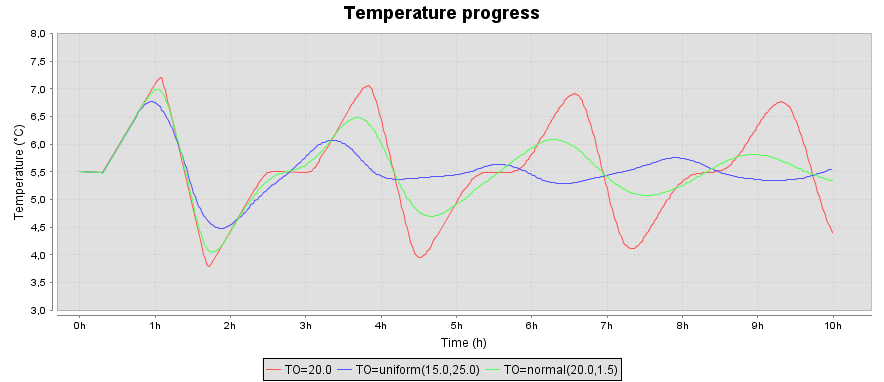 Temperature progress
8,0
7,5
7,0
6,5
6,0
5,5
5,0
4,5
4,0
3,5
3,0
Temperature (°C)
0h 1h 2h 3h 4h 5h 6h 7h 8h 9h 10h
Time (h)
TO=20.0 TO=uniform(15.0,25.0) TO=normal(20.0,1.5)